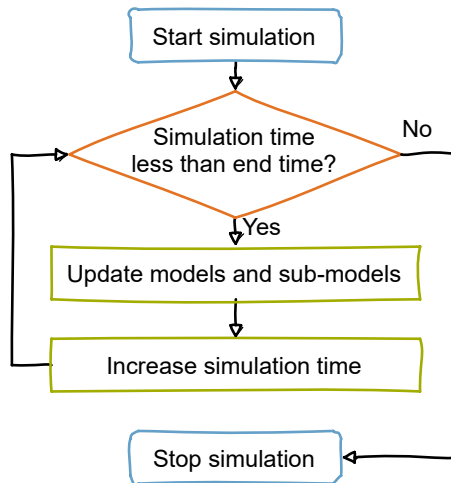 Start simulation
Simulation time
less than end time?
No
Yes
Update models and sub-models
Increase simulation time
Stop simulation